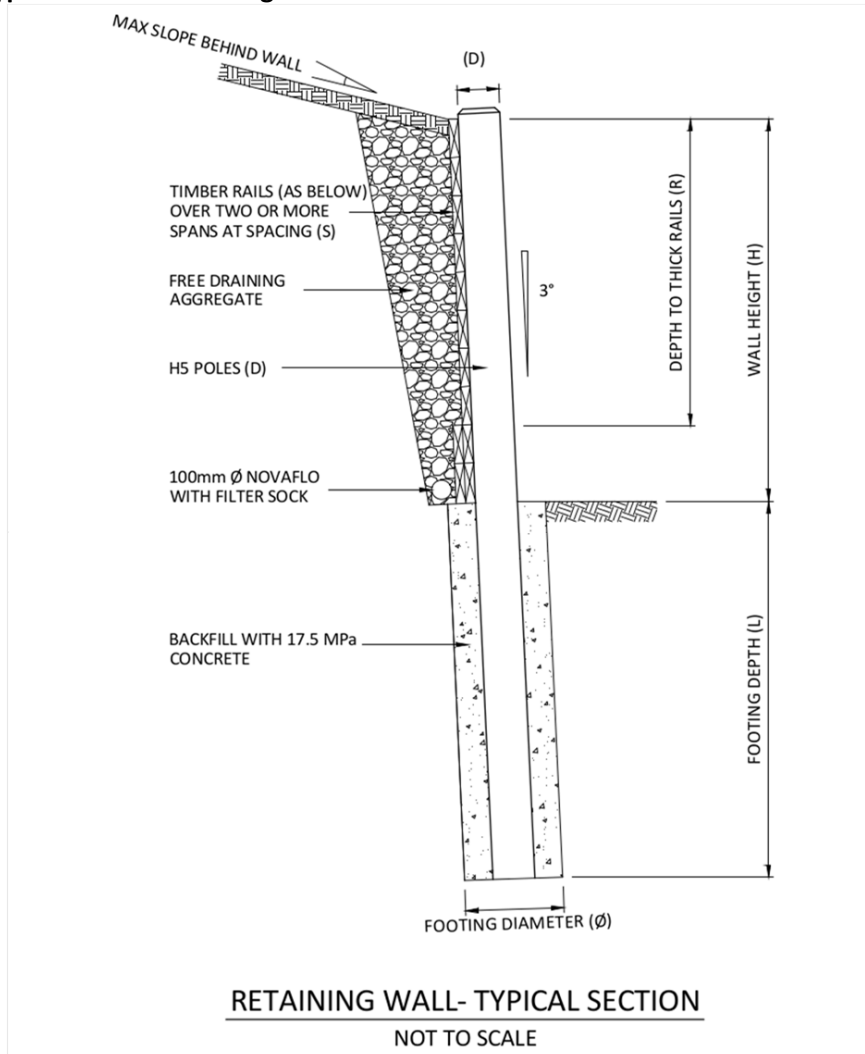 MAX SLOPE BEHIND WALL
(D)
TIMBER RAILS (AS BELOW)
OVER TWO OR MORE
SPANS AT SPACING (S)
FREE DRAINING
AGGREGATE
3°
H5 POLES (D)
DEPTH TO THICK RAILS (R)
WALL HEIGHT (H)
100mm Ø NOVAFLO
WITH FILTER SOCK
BACKFILL WITH 17.5 MPa
CONCRETE
FOOTING DEPTH (L)
FOOTING DIAMETER (Ø)
RETAINING WALL- TYPICAL SECTION
NOT TO SCALE